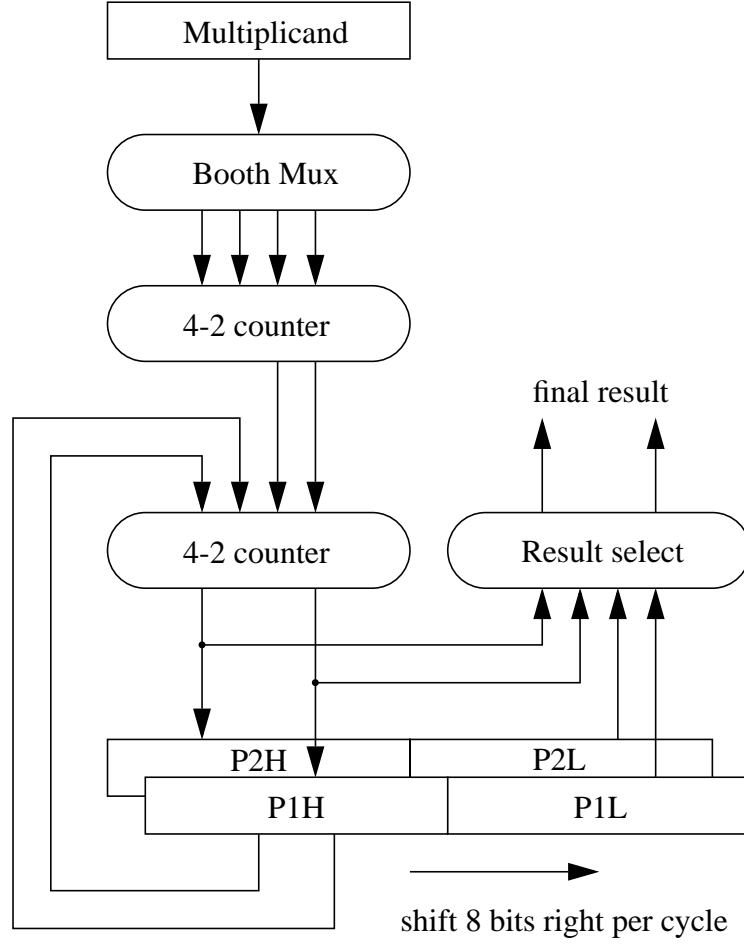 Multiplicand
Booth Mux
4-2 counter
final result
4-2 counter
Result select
P2H
P2L
P1H
P1L
shift 8 bits right per cycle